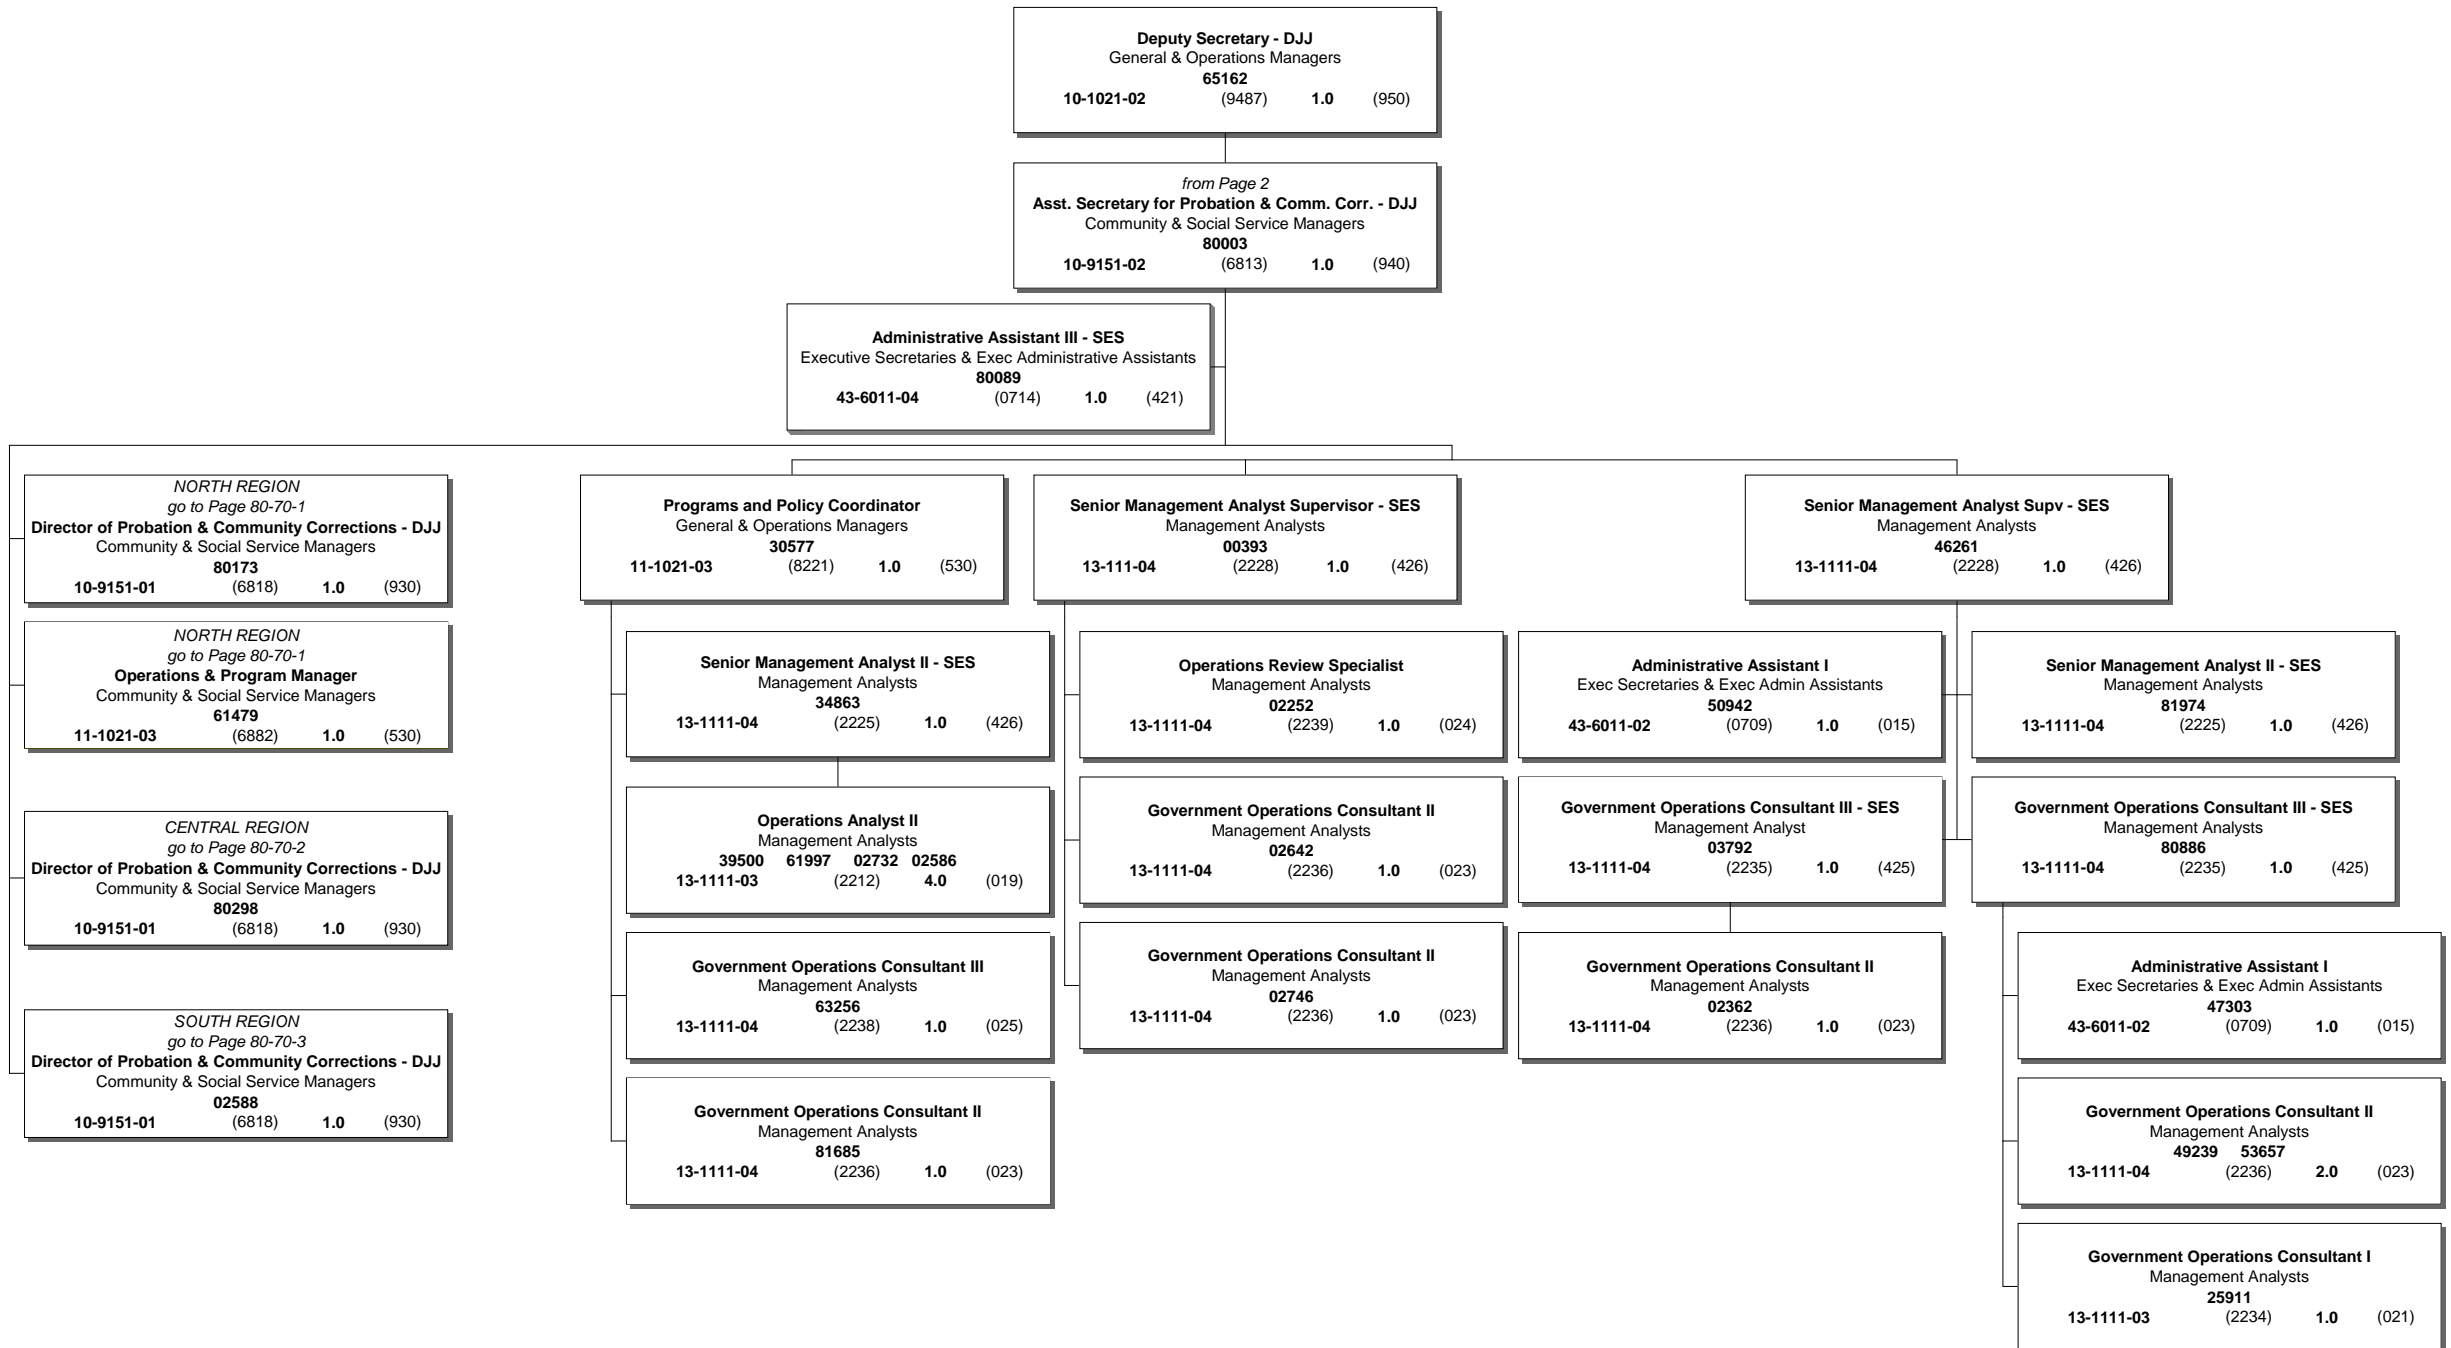 Deputy Secretary - DJJ
General & Operations Managers
65162
10-1021-02 (9487) 1.0 (950)
from Page 2
Asst. Secretary for Probation & Comm. Corr. - DJJ
Community & Social Service Managers
80003
10-9151-02 (6813) 1.0 (940)
Administrative Assistant III - SES
Executive Secretaries & Exec Administrative Assistants
80089
43-6011-04 (0714) 1.0 (421)
NORTH REGION
go to Page 80-70-1
Director of Probation & Community Corrections - DJJ
Community & Social Service Managers
80173
10-9151-01 (6818) 1.0 (930)
NORTH REGION
go to Page 80-70-1
Operations & Program Manager
Community & Social Service Managers
61479
11-1021-03 (6882) 1.0 (530)
CENTRAL REGION
go to Page 80-70-2
Director of Probation & Community Corrections - DJJ
Community & Social Service Managers
80298
10-9151-01 (6818) 1.0 (930)
SOUTH REGION
go to Page 80-70-3
Director of Probation & Community Corrections - DJJ
Community & Social Service Managers
02588
10-9151-01 (6818) 1.0 (930)
Programs and Policy Coordinator
General & Operations Managers
30577
11-1021-03 (8221) 1.0 (530)
Senior Management Analyst II - SES
Management Analysts
34863
13-1111-04 (2225) 1.0 (426)
Operations Analyst II
Management Analysts
39500 61997 02732 02586
13-1111-03 (2212) 4.0 (019)
Government Operations Consultant III
Management Analysts
63256
13-1111-04 (2238) 1.0 (025)
Government Operations Consultant II
Management Analysts
81685
13-1111-04 (2236) 1.0 (023)
Senior Management Analyst Supervisor - SES
Management Analysts
00393
13-111-04 (2228) 1.0 (426)
Operations Review Specialist
Management Analysts
02252
13-1111-04 (2239) 1.0 (024)
Government Operations Consultant II
Management Analysts
02642
13-1111-04 (2236) 1.0 (023)
Government Operations Consultant II
Management Analysts
02746
13-1111-04 (2236) 1.0 (023)
Senior Management Analyst Supv - SES
Management Analysts
46261
13-1111-04 (2228) 1.0 (426)
Administrative Assistant I
Exec Secretaries & Exec Admin Assistants
50942
43-6011-02 (0709) 1.0 (015)
Government Operations Consultant III - SES
Management Analyst
03792
13-1111-04 (2235) 1.0 (425)
Government Operations Consultant II
Management Analysts
02362
13-1111-04 (2236) 1.0 (023)
Senior Management Analyst II - SES
Management Analysts
81974
13-1111-04 (2225) 1.0 (426)
Government Operations Consultant III - SES
Management Analysts
80886
13-1111-04 (2235) 1.0 (425)
Administrative Assistant I
Exec Secretaries & Exec Admin Assistants
47303
43-6011-02 (0709) 1.0 (015)
Government Operations Consultant II
Management Analysts
49239 53657
13-1111-04 (2236) 2.0 (023)
Government Operations Consultant I
Management Analysts
25911
13-1111-03 (2234) 1.0 (021)